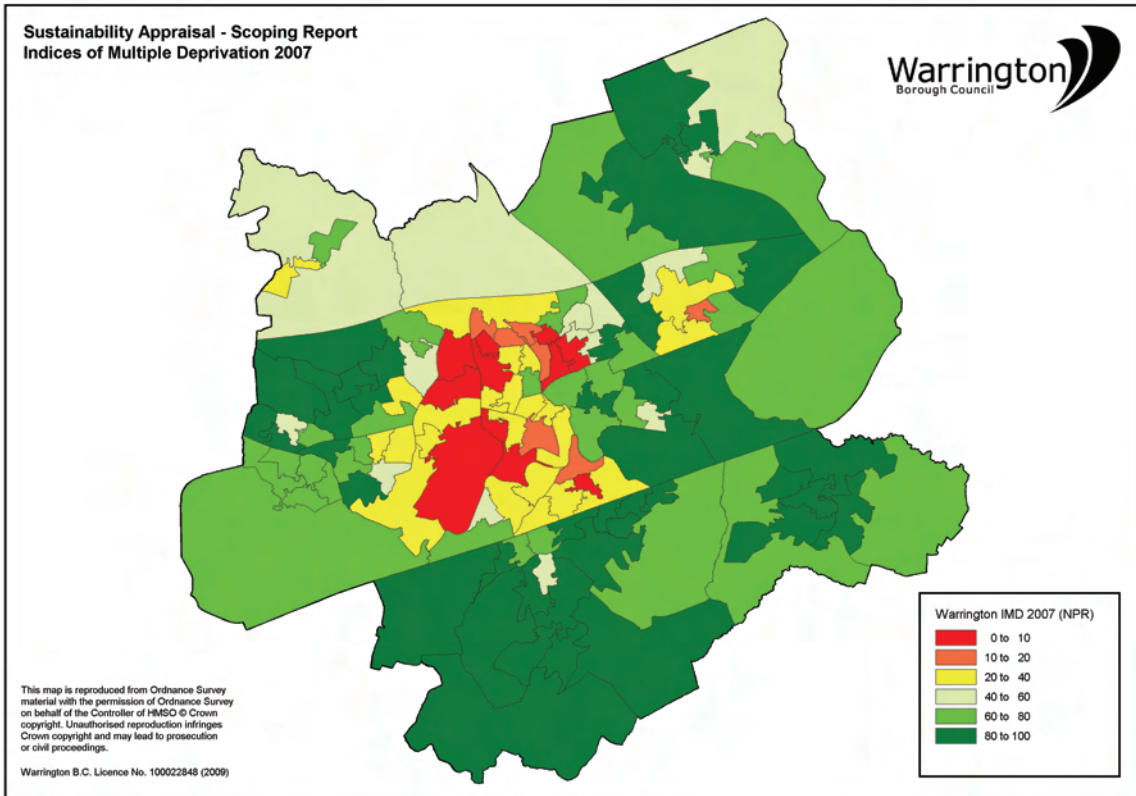 Sustainability Appraisal - Scoping Report
Indices of Multiple Deprivation 2007
Warrington
Borough Council
Warrington IMD 2007 (NPR)
0 to 10
10 to 20
20 to 40
40 to 60
60 to 80
80 to 100
This map is reproduced from Ordnance Survey
material with the permission of Ordnance Survey
on behalf of the Controller of HMSO © Crown
copyright. Unauthorised reproduction infringes
Crown copyright and may lead to prosecution
or civil proceedings.
Warrington B.C. Licence No. 100022848 (2009)